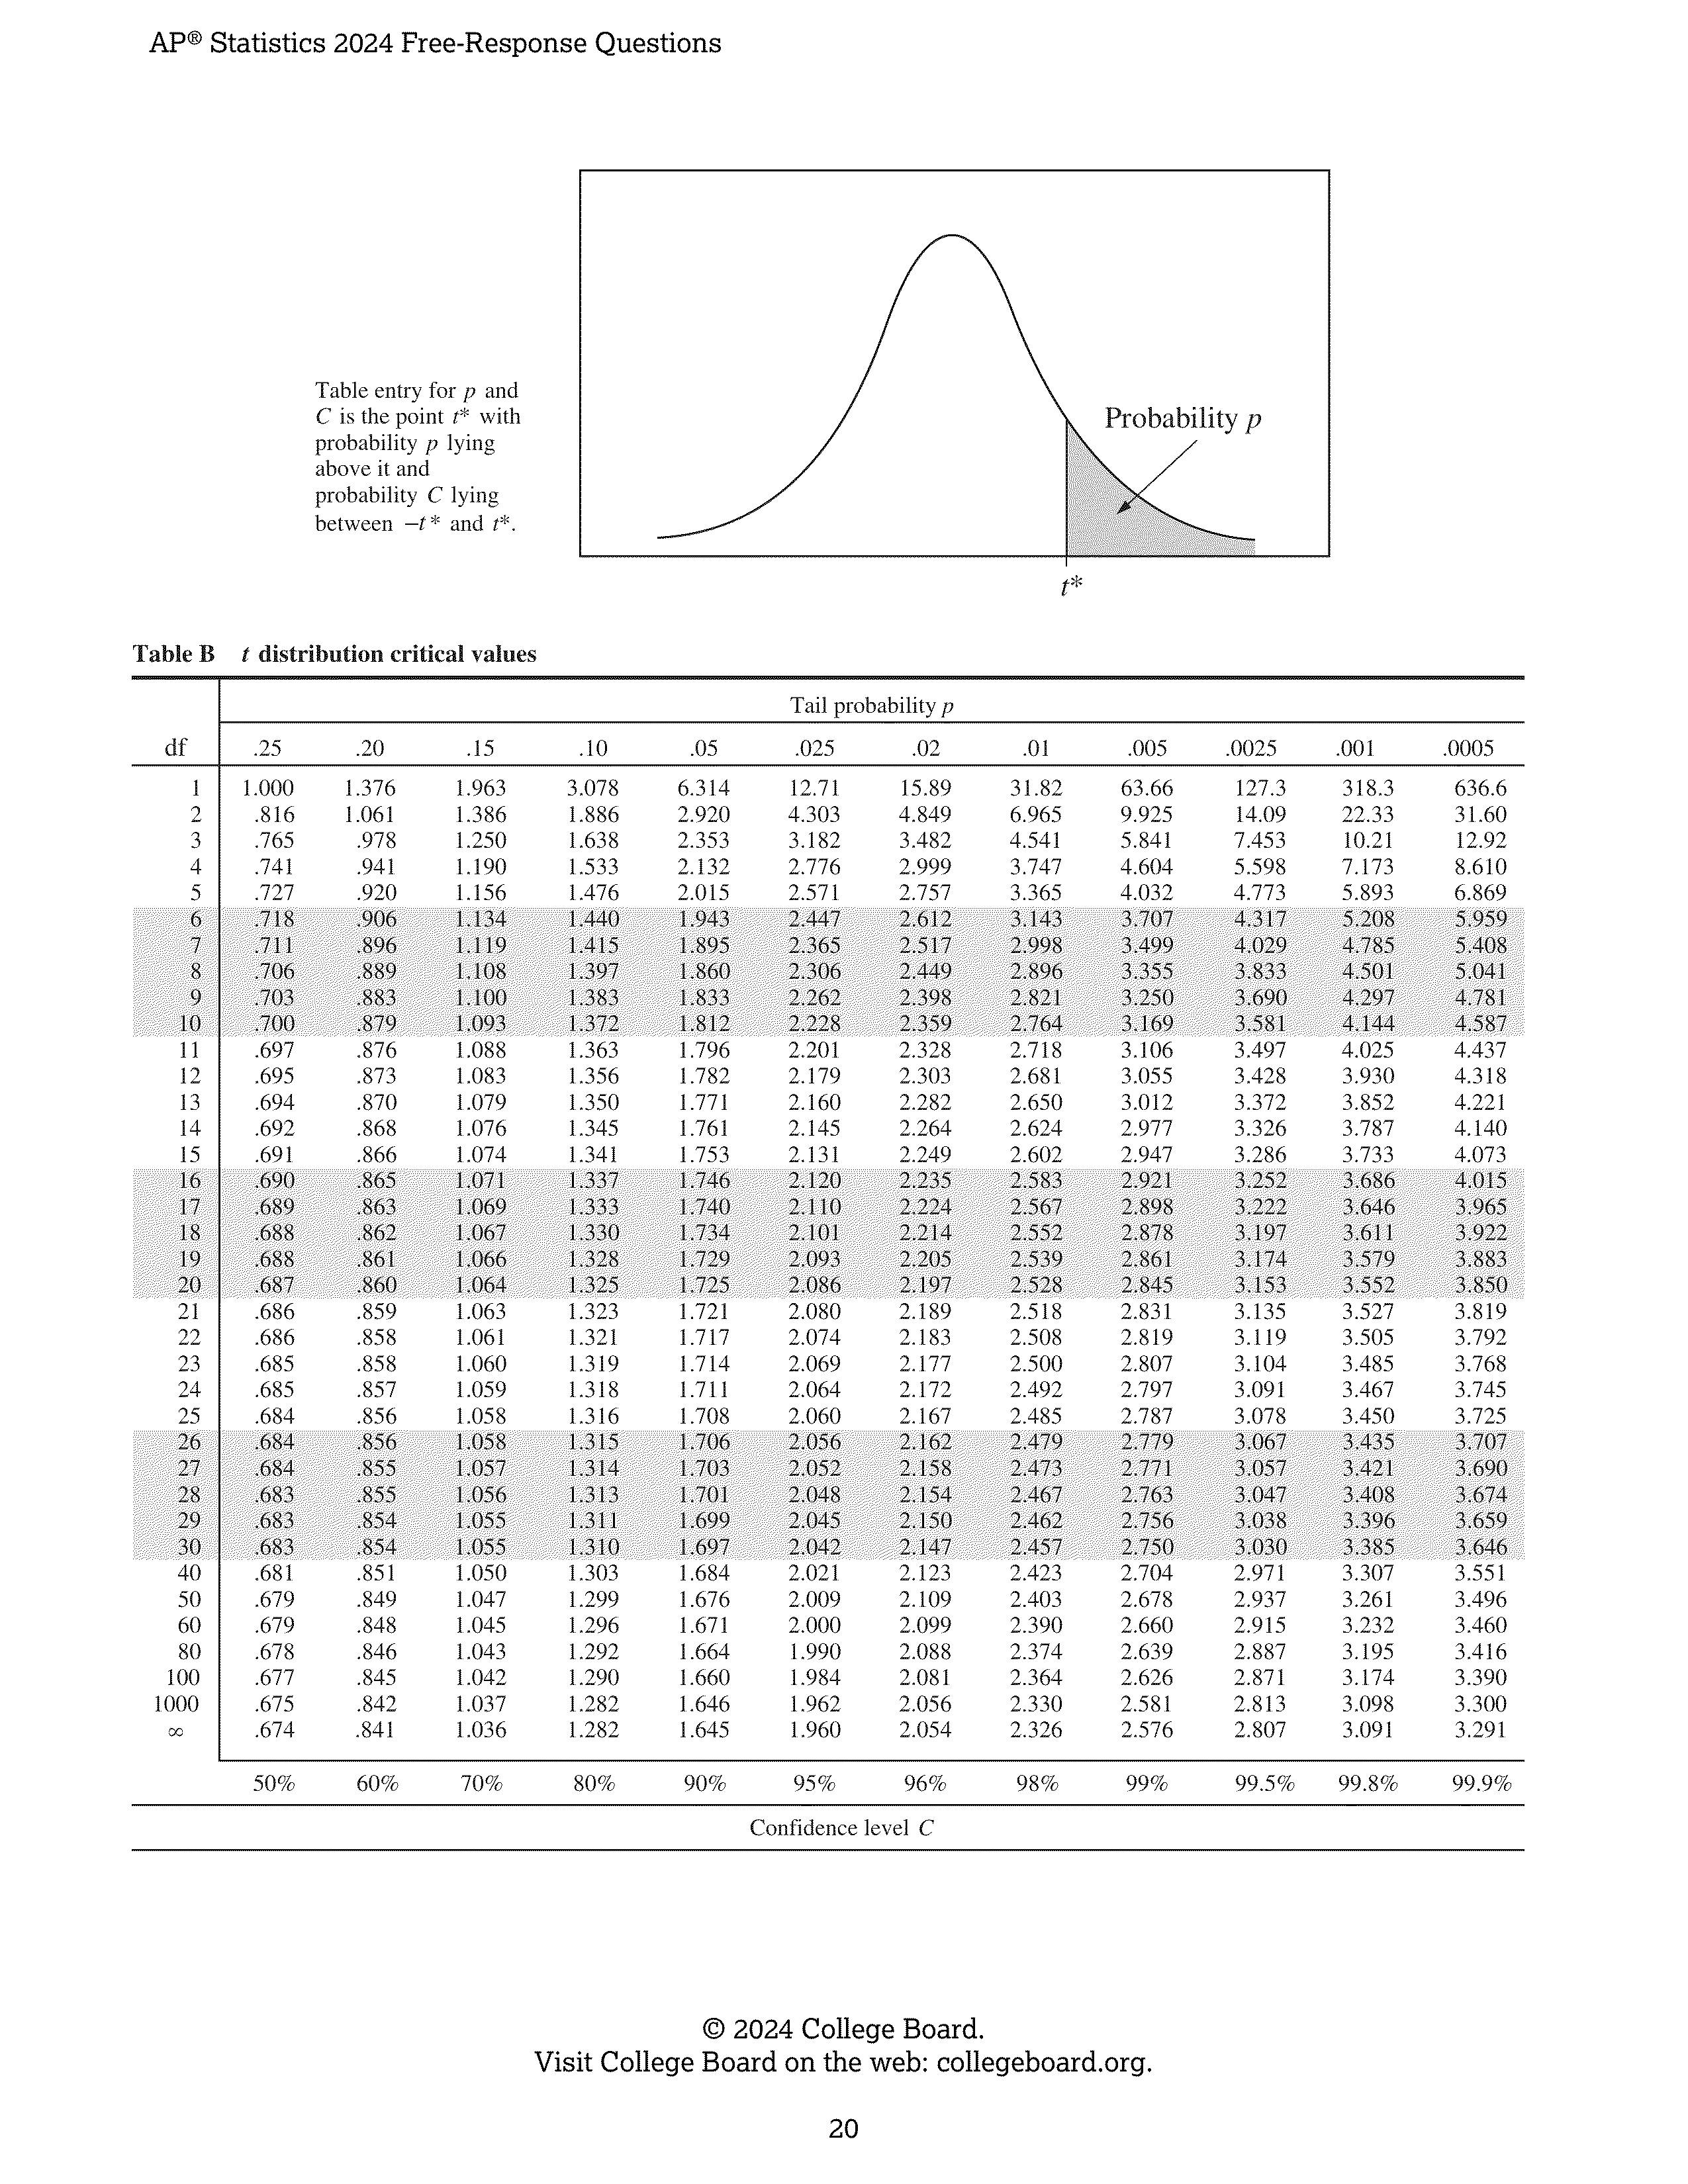 AP® Statistics 2024 Free-Response Questions
Table entry for p and
C is the point t* with
probability p lying
above it and
probability C lying
between −t* and t*.
Probability p
t*
Table B t distribution critical values
Tail probability p
df .25 .20 .15 .10 .05 .025 .02 .01 .005 .0025 .001 .0005
1 1.000 1.376 1.963 3.078 6.314 12.71 15.89 31.82 63.66 127.3 318.3 636.6
2 .816 1.061 1.386 1.886 2.920 4.303 4.849 6.965 9.925 14.09 22.33 31.60
3 .765 .978 1.250 1.638 2.353 3.182 3.482 4.541 5.841 7.453 10.21 12.92
4 .741 .941 1.190 1.533 2.132 2.776 2.999 3.747 4.604 5.598 7.173 8.610
5 .727 .920 1.156 1.476 2.015 2.571 2.757 3.365 4.032 4.773 5.893 6.869
6 .718 .906 1.134 1.440 1.943 2.447 2.612 3.143 3.707 4.317 5.208 5.959
7 .711 .896 1.119 1.415 1.895 2.365 2.517 2.998 3.499 4.029 4.785 5.408
8 .706 .889 1.108 1.397 1.860 2.306 2.449 2.896 3.355 3.833 4.501 5.041
9 .703 .883 1.100 1.383 1.833 2.262 2.398 2.821 3.250 3.690 4.297 4.781
10 .700 .879 1.093 1.372 1.812 2.228 2.359 2.764 3.169 3.581 4.144 4.587
11 .697 .876 1.088 1.363 1.796 2.201 2.328 2.718 3.106 3.497 4.025 4.437
12 .695 .873 1.083 1.356 1.782 2.179 2.303 2.681 3.055 3.428 3.930 4.318
13 .694 .870 1.079 1.350 1.771 2.160 2.282 2.650 3.012 3.372 3.852 4.221
14 .692 .868 1.076 1.345 1.761 2.145 2.264 2.624 2.977 3.326 3.787 4.140
15 .691 .866 1.074 1.341 1.753 2.131 2.249 2.602 2.947 3.286 3.733 4.073
16 .690 .865 1.071 1.337 1.746 2.120 2.235 2.583 2.921 3.252 3.686 4.015
17 .689 .863 1.069 1.333 1.740 2.110 2.224 2.567 2.898 3.222 3.646 3.965
18 .688 .862 1.067 1.330 1.734 2.101 2.214 2.552 2.878 3.197 3.611 3.922
19 .688 .861 1.066 1.328 1.729 2.093 2.205 2.539 2.861 3.174 3.579 3.883
20 .687 .860 1.064 1.325 1.725 2.086 2.197 2.528 2.845 3.153 3.552 3.850
21 .686 .859 1.063 1.323 1.721 2.080 2.189 2.518 2.831 3.135 3.527 3.819
22 .686 .858 1.061 1.321 1.717 2.074 2.183 2.508 2.819 3.119 3.505 3.792
23 .685 .858 1.060 1.319 1.714 2.069 2.177 2.500 2.807 3.104 3.485 3.768
24 .685 .857 1.059 1.318 1.711 2.064 2.172 2.492 2.797 3.091 3.467 3.745
25 .684 .856 1.058 1.316 1.708 2.060 2.167 2.485 2.787 3.078 3.450 3.725
26 .684 .856 1.058 1.315 1.706 2.056 2.162 2.479 2.779 3.067 3.435 3.707
27 .684 .855 1.057 1.314 1.703 2.052 2.158 2.473 2.771 3.057 3.421 3.690
28 .683 .855 1.056 1.313 1.701 2.048 2.154 2.467 2.763 3.047 3.408 3.674
29 .683 .854 1.055 1.311 1.699 2.045 2.150 2.462 2.756 3.038 3.396 3.659
30 .683 .854 1.055 1.310 1.697 2.042 2.147 2.457 2.750 3.030 3.385 3.646
40 .681 .851 1.050 1.303 1.684 2.021 2.123 2.423 2.704 2.971 3.307 3.551
50 .679 .849 1.047 1.299 1.676 2.009 2.109 2.403 2.678 2.937 3.261 3.496
60 .679 .848 1.045 1.296 1.671 2.000 2.099 2.390 2.660 2.915 3.232 3.460
80 .678 .846 1.043 1.292 1.664 1.990 2.088 2.374 2.639 2.887 3.195 3.416
100 .677 .845 1.042 1.290 1.660 1.984 2.081 2.364 2.626 2.871 3.174 3.390
1000 .675 .842 1.037 1.282 1.646 1.962 2.056 2.330 2.581 2.813 3.098 3.300
∞ .674 .841 1.036 1.282 1.645 1.960 2.054 2.326 2.576 2.807 3.091 3.291
50% 60% 70% 80% 90% 95% 96% 98% 99% 99.5% 99.8% 99.9%
Confidence level C
© 2024 College Board.
Visit College Board on the web: collegeboard.org.
20